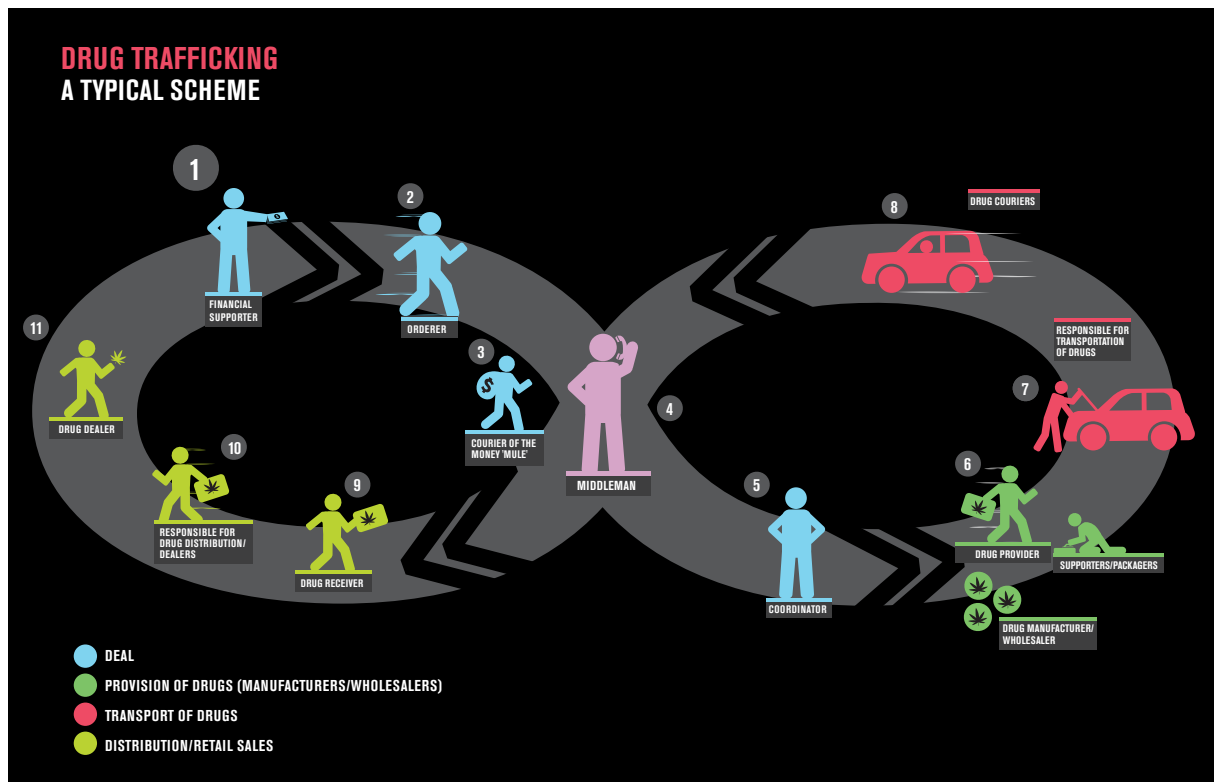 DRUG TRAFFICKING
A TYPICAL SCHEME
1
FINANCIAL
SUPPORTER
2
ORDERER
3
$
COURIER OF THE
MONEY 'MULE'
4
MIDDLEMAN
5
COORDINATOR
6
DRUG PROVIDER
SUPPORTERS/PACKAGERS
DRUG MANUFACTURER/
WHOLESALER
7
RESPONSIBLE FOR
TRANSPORTATION
OF DRUGS
8
DRUG COURIERS
9
DRUG RECEIVER
10
RESPONSIBLE FOR
DRUG DISTRIBUTION/
DEALERS
11
DRUG DEALER
DEAL
PROVISION OF DRUGS (MANUFACTURERS/WHOLESALERS)
TRANSPORT OF DRUGS
DISTRIBUTION/RETAIL SALES